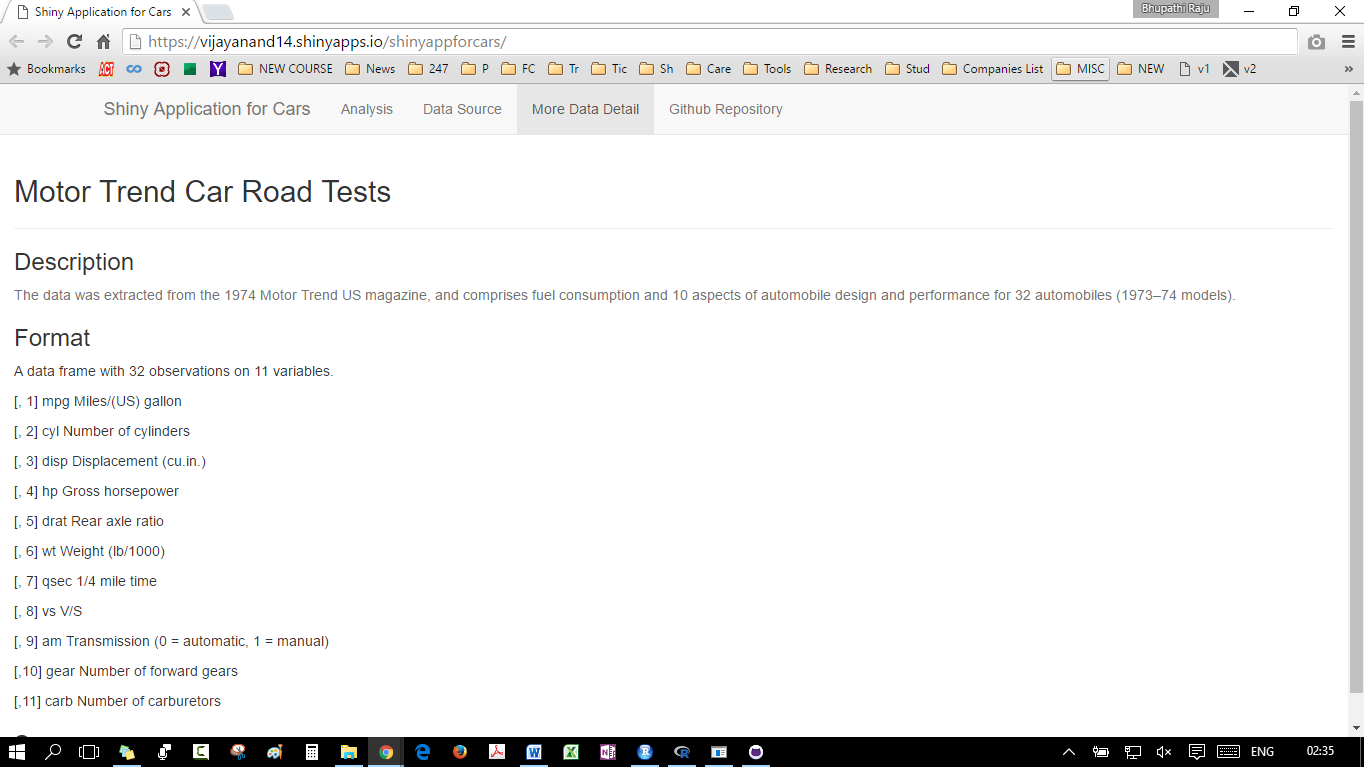 Shiny Application for Cars
Bhupathi Raju
https://vijayanand14.shinyapps.io/shinyappforcars/
Bookmarks ACT Y NEW COURSE News 247 P FC Tr Tic Sh Care Tools Research Stud Companies List MISC NEW v1 v2 »
Shiny Application for Cars Analysis Data Source More Data Detail Github Repository
Motor Trend Car Road Tests
Description
The data was extracted from the 1974 Motor Trend US magazine, and comprises fuel consumption and 10 aspects of automobile design and performance for 32 automobiles (1973–74 models).
Format
A data frame with 32 observations on 11 variables.
[, 1] mpg Miles/(US) gallon
[, 2] cyl Number of cylinders
[, 3] disp Displacement (cu.in.)
[, 4] hp Gross horsepower
[, 5] drat Rear axle ratio
[, 6] wt Weight (lb/1000)
[, 7] qsec 1/4 mile time
[, 8] vs V/S
[, 9] am Transmission (0 = automatic, 1 = manual)
[,10] gear Number of forward gears
[,11] carb Number of carburetors
ENG 02:35